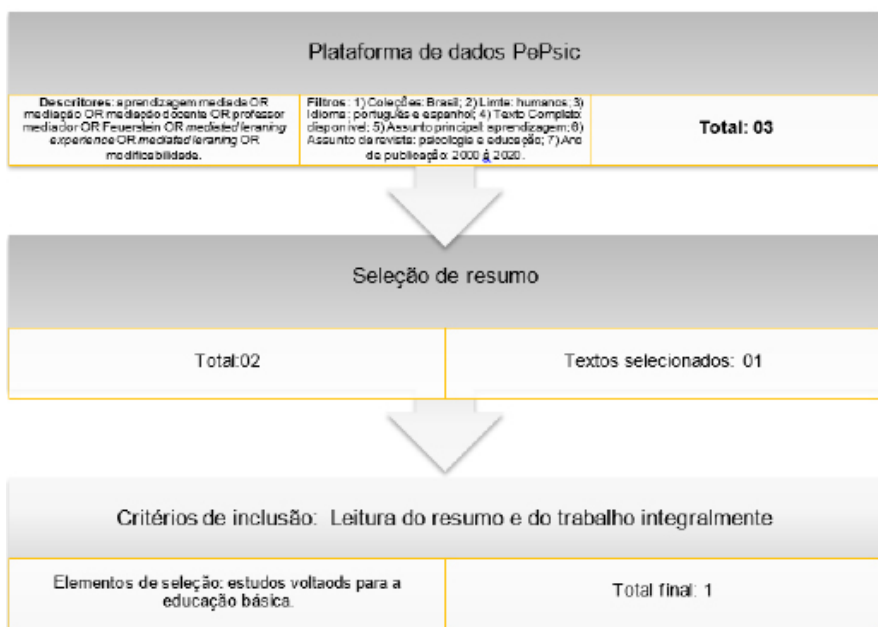 Plataforma de dados PePsic
Descritores: aprendizagem mediada OR
mediação OR mediação docente OR professor
mediador OR Feuerstein OR mediated leraning
experience OR mediated leraning OR
modificabilidade.
Filtros: 1) Coleções: Brasil; 2) Limite: humanos; 3)
Idioma: português e espanhol; 4) Texto Completo:
disponível; 5) Assunto principal: aprendizagem; 6)
Assunto da revista: psicologia e educação; 7) Ano
de publicação: 2000 à 2020.
Total: 03
Seleção de resumo
Total:02
Textos selecionados: 01
Critérios de inclusão: Leitura do resumo e do trabalho integralmente
Elementos de seleção: estudos voltaods para a
educação básica.
Total final: 1